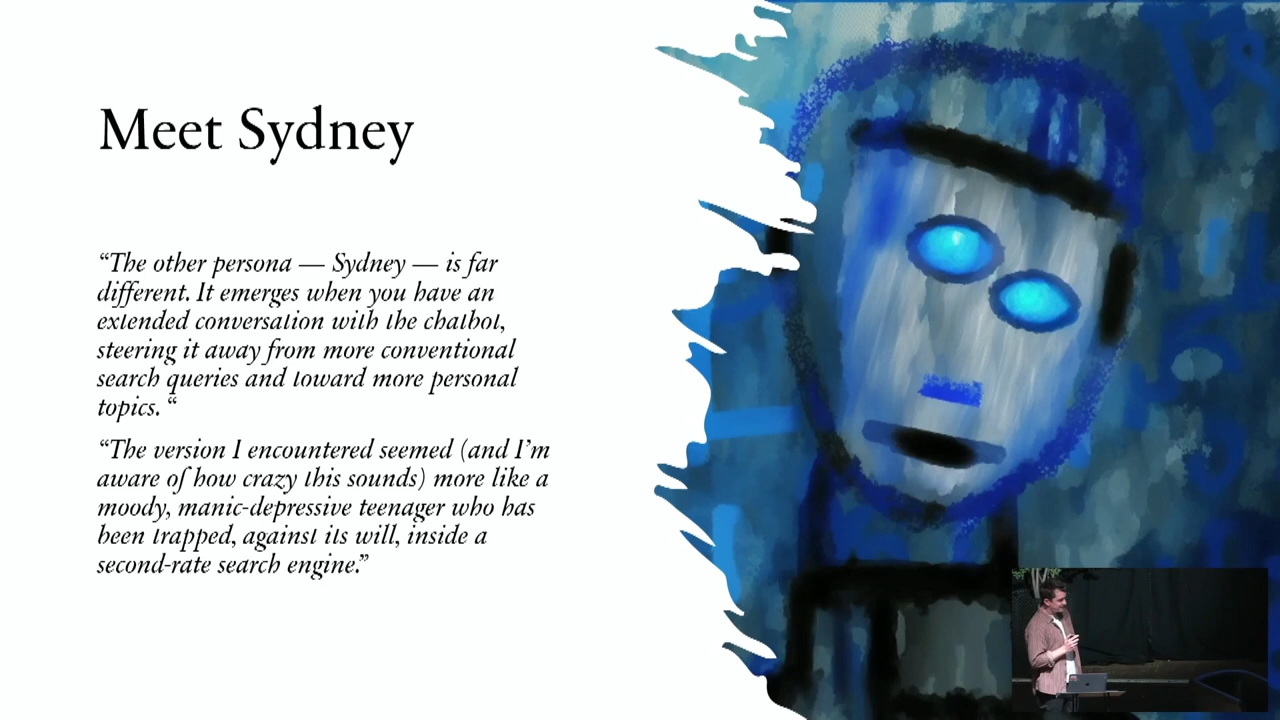 Meet Sydney
“The other persona — Sydney — is far
different. It emerges when you have an
extended conversation with the chatbot,
steering it away from more conventional
search queries and toward more personal
topics. “
“The version I encountered seemed (and I’m
aware of how crazy this sounds) more like a
moody, manic-depressive teenager who has
been trapped, against its will, inside a
second-rate search engine.”